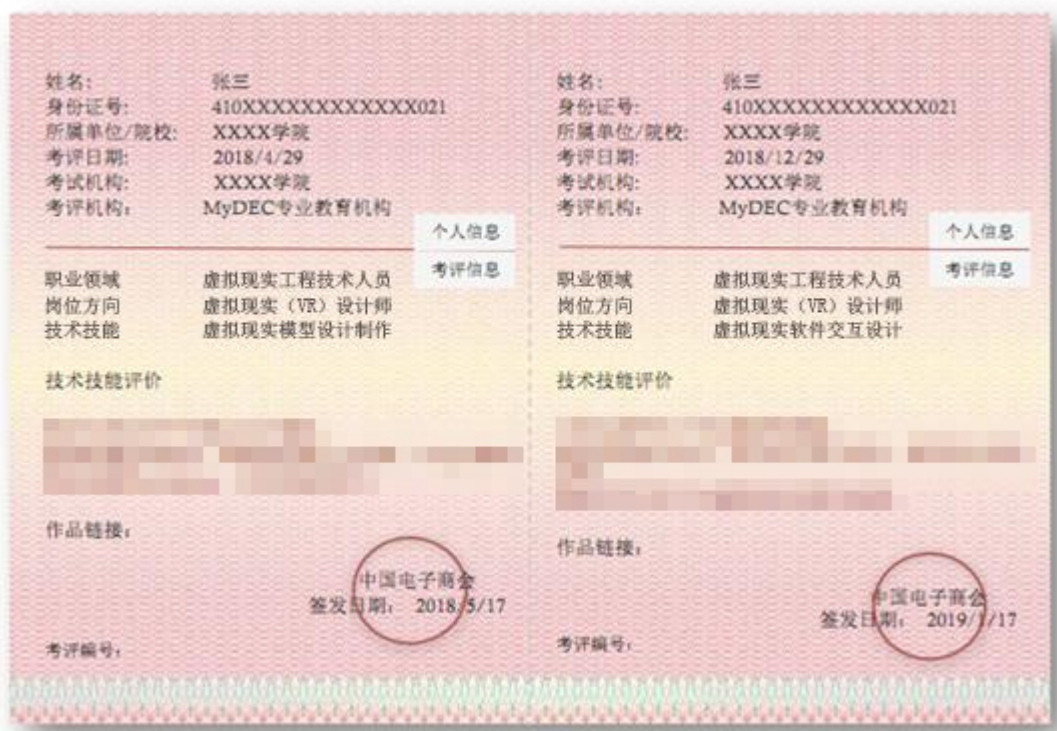 姓名: 张三
身份证号: 410XXXXXXXXXXXX021
所属单位/院校: XXXX学院
考评日期: 2018/4/29
考试机构: XXXX学院
考评机构: MyDEC专业教育机构
个人信息
考评信息
职业领域 虚拟现实工程技术人员
岗位方向 虚拟现实（VR）设计师
技术技能 虚拟现实模型设计制作
技术技能评价
作品链接:
中国电子商会
签发日期: 2018/5/17
考评编号:
姓名: 张三
身份证号: 410XXXXXXXXXXXX021
所属单位/院校: XXXX学院
考评日期: 2018/12/29
考试机构: XXXX学院
考评机构: MyDEC专业教育机构
个人信息
考评信息
职业领域 虚拟现实工程技术人员
岗位方向 虚拟现实（VR）设计师
技术技能 虚拟现实软件交互设计
技术技能评价
作品链接:
中国电子商会
签发日期: 2019/1/17
考评编号: